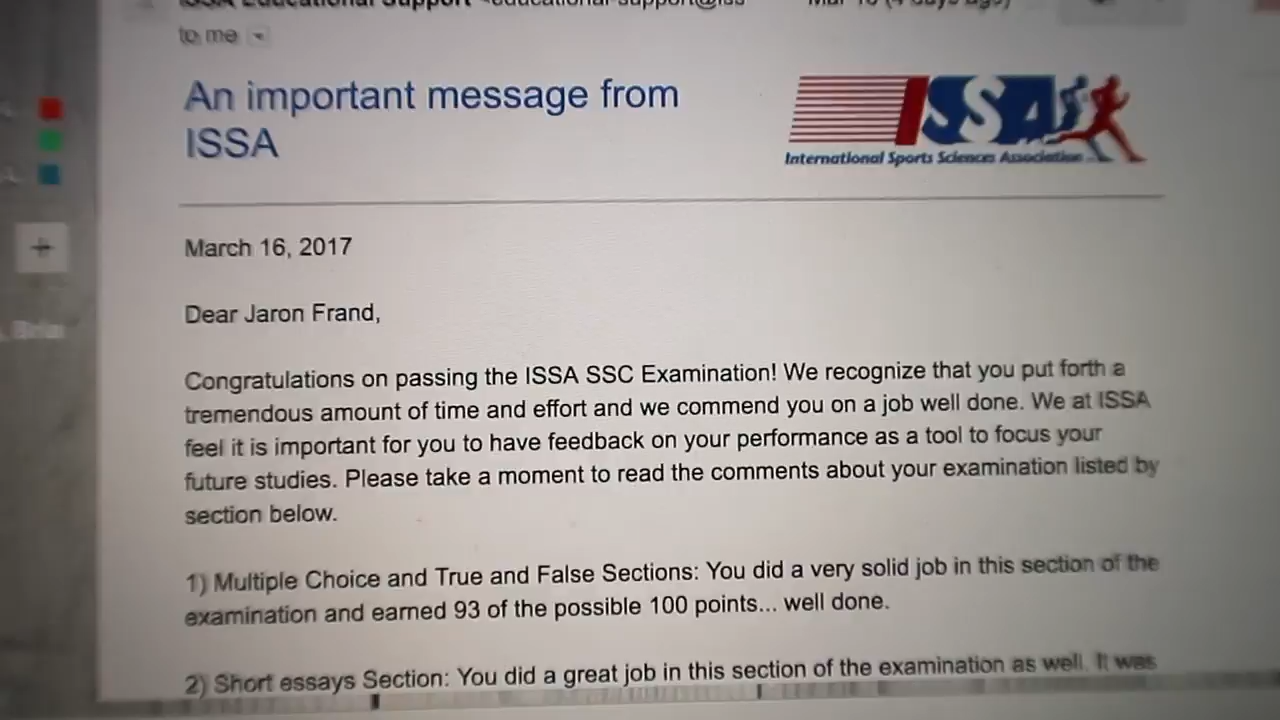 ISSA Educational Support
to me
An important message from
ISSA
ISSA
International Sports Sciences Association
March 16, 2017
Dear Jaron Frand,
Congratulations on passing the ISSA SSC Examination! We recognize that you put forth a
tremendous amount of time and effort and we commend you on a job well done. We at ISSA
feel it is important for you to have feedback on your performance as a tool to focus your
future studies. Please take a moment to read the comments about your examination listed by
section below.
1) Multiple Choice and True and False Sections: You did a very solid job in this section of the
examination and earned 93 of the possible 100 points... well done.
2) Short essays Section: You did a great job in this section of the examination as well. It was